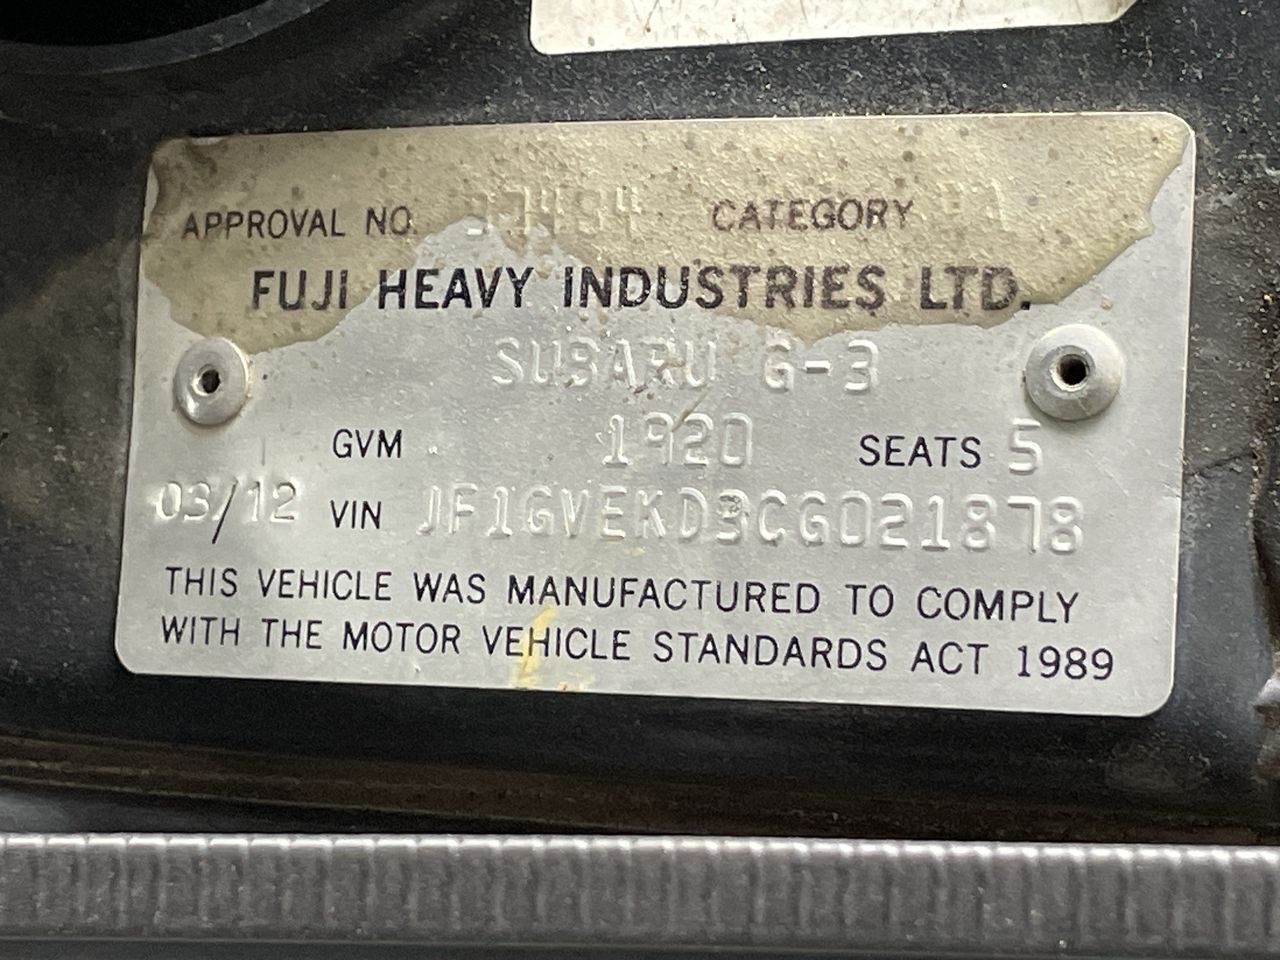 APPROVAL NO. CATEGORY
FUJI HEAVY INDUSTRIES LTD.
SUBARU G-3
GVM 1920 SEATS 5
03/12 VIN JF1GVEKD3CG021878
THIS VEHICLE WAS MANUFACTURED TO COMPLY
WITH THE MOTOR VEHICLE STANDARDS ACT 1989